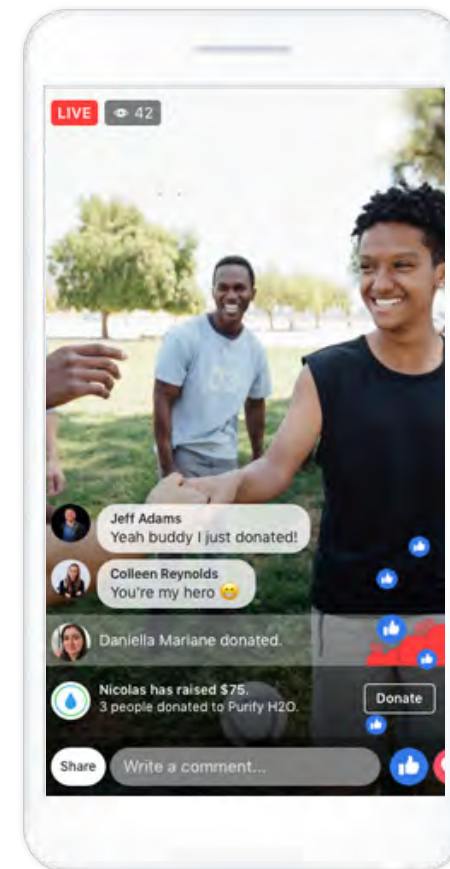 LIVE
42
Jeff Adams
Yeah buddy I just donated!
Colleen Reynolds
You're my hero 😁
Daniella Mariane donated.
Nicolas has raised $75.
3 people donated to Purify H2O.
Donate
Share
Write a comment...